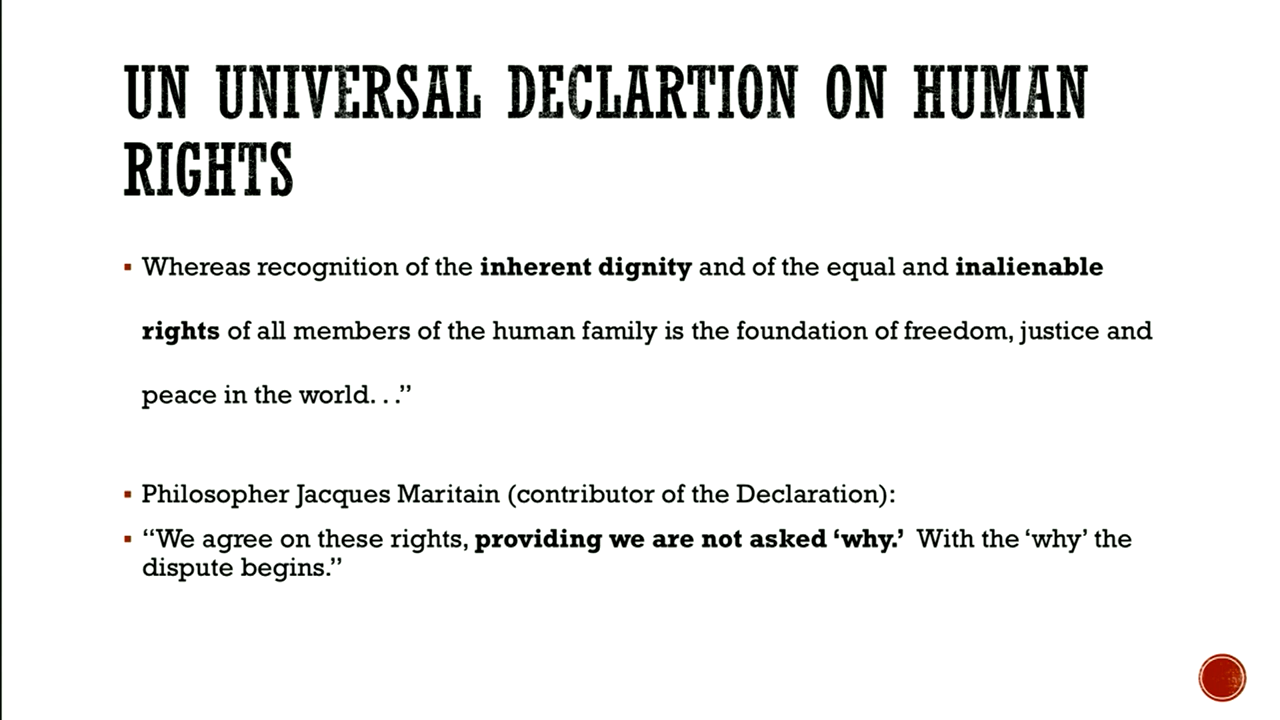 UN UNIVERSAL DECLARTION ON HUMAN
RIGHTS
▪ Whereas recognition of the inherent dignity and of the equal and inalienable
rights of all members of the human family is the foundation of freedom, justice and
peace in the world. . .”
▪ Philosopher Jacques Maritain (contributor of the Declaration):
▪ “We agree on these rights, providing we are not asked ‘why.’ With the ‘why’ the
dispute begins.”